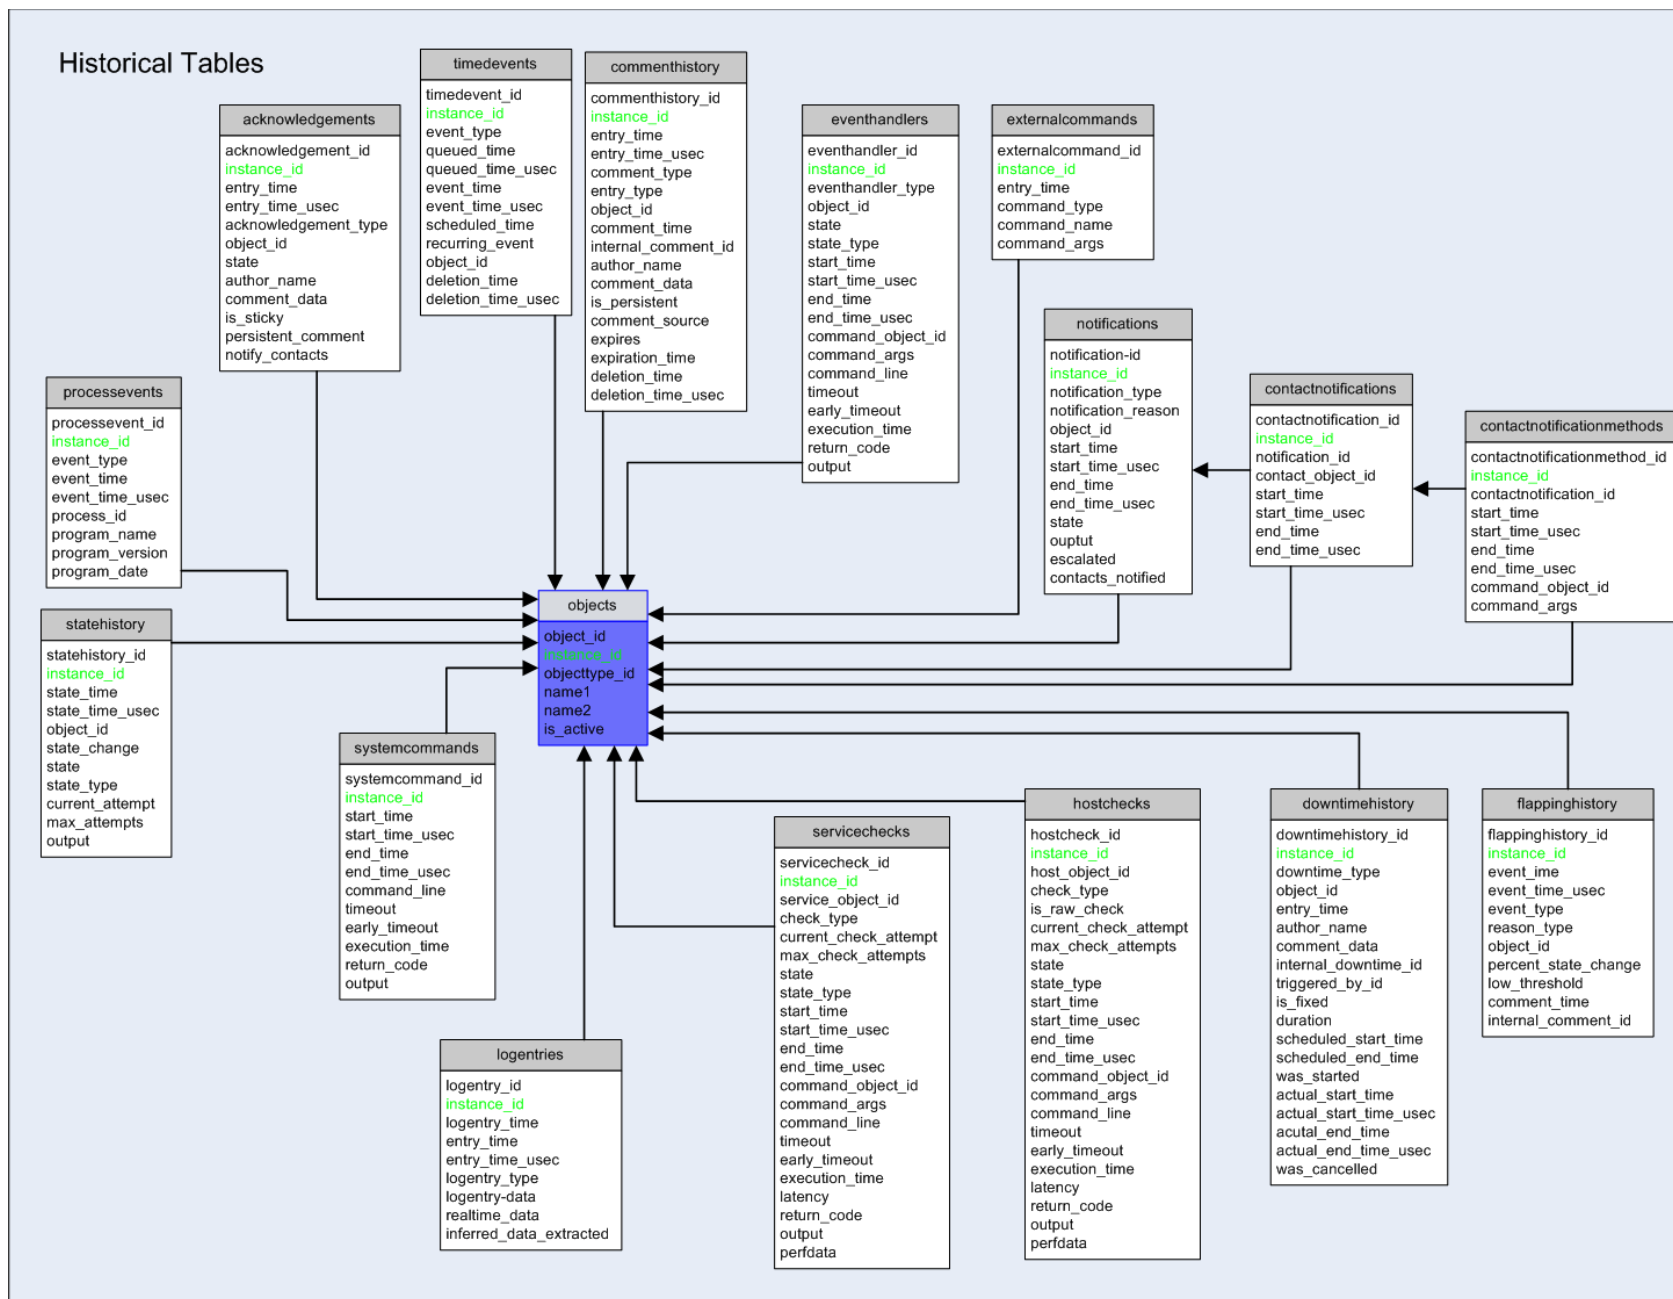 Historical Tables
timedevents
timedevent_id
instance_id
event_type
queued_time
queued_time_usec
event_time
event_time_usec
scheduled_time
recurring_event
object_id
deletion_time
deletion_time_usec
commenthistory
commenthistory_id
instance_id
entry_time
entry_time_usec
comment_type
entry_type
object_id
comment_time
internal_comment_id
author_name
comment_data
is_persistent
comment_source
expires
expiration_time
deletion_time
deletion_time_usec
acknowledgements
acknowledgement_id
instance_id
entry_time
entry_time_usec
acknowledgement_type
object_id
state
author_name
comment_data
is_sticky
persistent_comment
notify_contacts
eventhandlers
eventhandler_id
instance_id
eventhandler_type
object_id
state
state_type
start_time
start_time_usec
end_time
end_time_usec
command_object_id
command_args
command_line
timeout
early_timeout
execution_time
return_code
output
externalcommands
externalcommand_id
instance_id
entry_time
command_type
command_name
command_args
notifications
notification-id
instance_id
notification_type
notification_reason
object_id
start_time
start_time_usec
end_time
end_time_usec
state
ouptut
escalated
contacts_notified
contactnotifications
contactnotification_id
instance_id
notification_id
contact_object_id
start_time
start_time_usec
end_time
end_time_usec
contactnotificationmethods
contactnotificationmethod_id
instance_id
contactnotification_id
start_time
start_time_usec
end_time
end_time_usec
command_object_id
command_args
processevents
processevent_id
instance_id
event_type
event_time
event_time_usec
process_id
program_name
program_version
program_date
objects
object_id
instance_id
objecttype_id
name1
name2
is_active
statehistory
statehistory_id
instance_id
state_time
state_time_usec
object_id
state_change
state
state_type
current_attempt
max_attempts
output
systemcommands
systemcommand_id
instance_id
start_time
start_time_usec
end_time
end_time_usec
command_line
timeout
early_timeout
execution_time
return_code
output
logentries
logentry_id
instance_id
logentry_time
entry_time
entry_time_usec
logentry_type
logentry-data
realtime_data
inferred_data_extracted
servicechecks
servicecheck_id
instance_id
service_object_id
check_type
current_check_attempt
max_check_attempts
state
state_type
start_time
start_time_usec
end_time
end_time_usec
command_object_id
command_args
command_line
timeout
early_timeout
execution_time
latency
return_code
output
perfdata
hostchecks
hostcheck_id
instance_id
host_object_id
check_type
is_raw_check
current_check_attempt
max_check_attempts
state
state_type
start_time
start_time_usec
end_time
end_time_usec
command_object_id
command_args
command_line
timeout
early_timeout
execution_time
latency
return_code
output
perfdata
downtimehistory
downtimehistory_id
instance_id
downtime_type
object_id
entry_time
author_name
comment_data
internal_downtime_id
triggered_by_id
is_fixed
duration
scheduled_start_time
scheduled_end_time
was_started
actual_start_time
actual_start_time_usec
acutal_end_time
actual_end_time_usec
was_cancelled
flappinghistory
flappinghistory_id
instance_id
event_ime
event_time_usec
event_type
reason_type
object_id
percent_state_change
low_threshold
comment_time
internal_comment_id